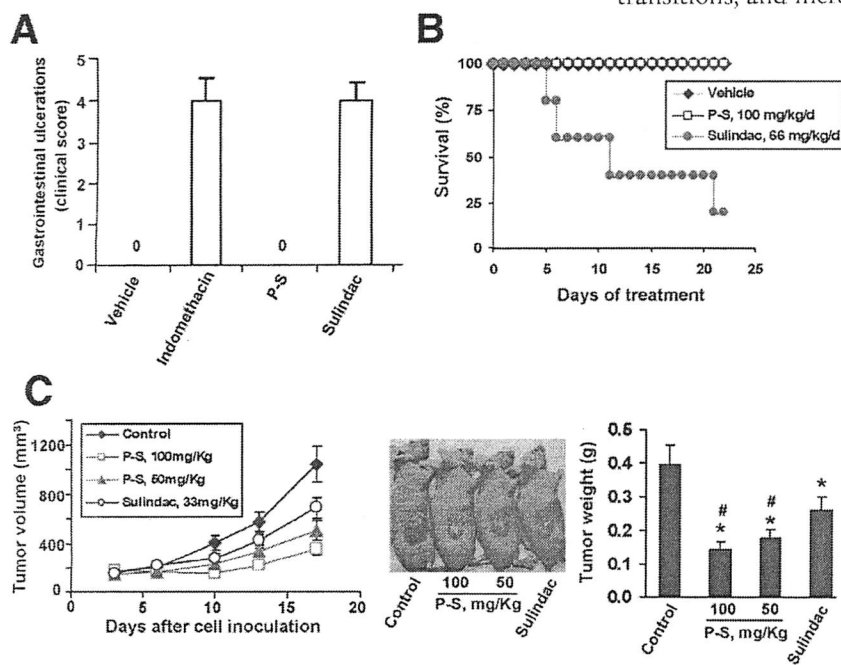 transitions, and incre
A
Gastrointestinal ulcerations
(clinical score)
5
4
3
2
1
0
0
0
Vehicle
Indomethacin
P-S
Sulindac
B
Survival (%)
100
75
50
25
0
Vehicle
P-S, 100 mg/kg/d
Sulindac, 66 mg/kg/d
0 5 10 15 20 25
Days of treatment
C
Tumor volume (mm³)
1200
800
400
0
Control
P-S, 100mg/Kg
P-S, 50mg/Kg
Sulindac, 33mg/Kg
0 5 10 15 20
Days after cell inoculation
Control
100 50
P-S, mg/Kg
Sulindac
Tumor weight (g)
0.5
0.4
0.3
0.2
0.1
0.0
#
*
#
*
*
Control
100 50
P-S, mg/Kg
Sulindac